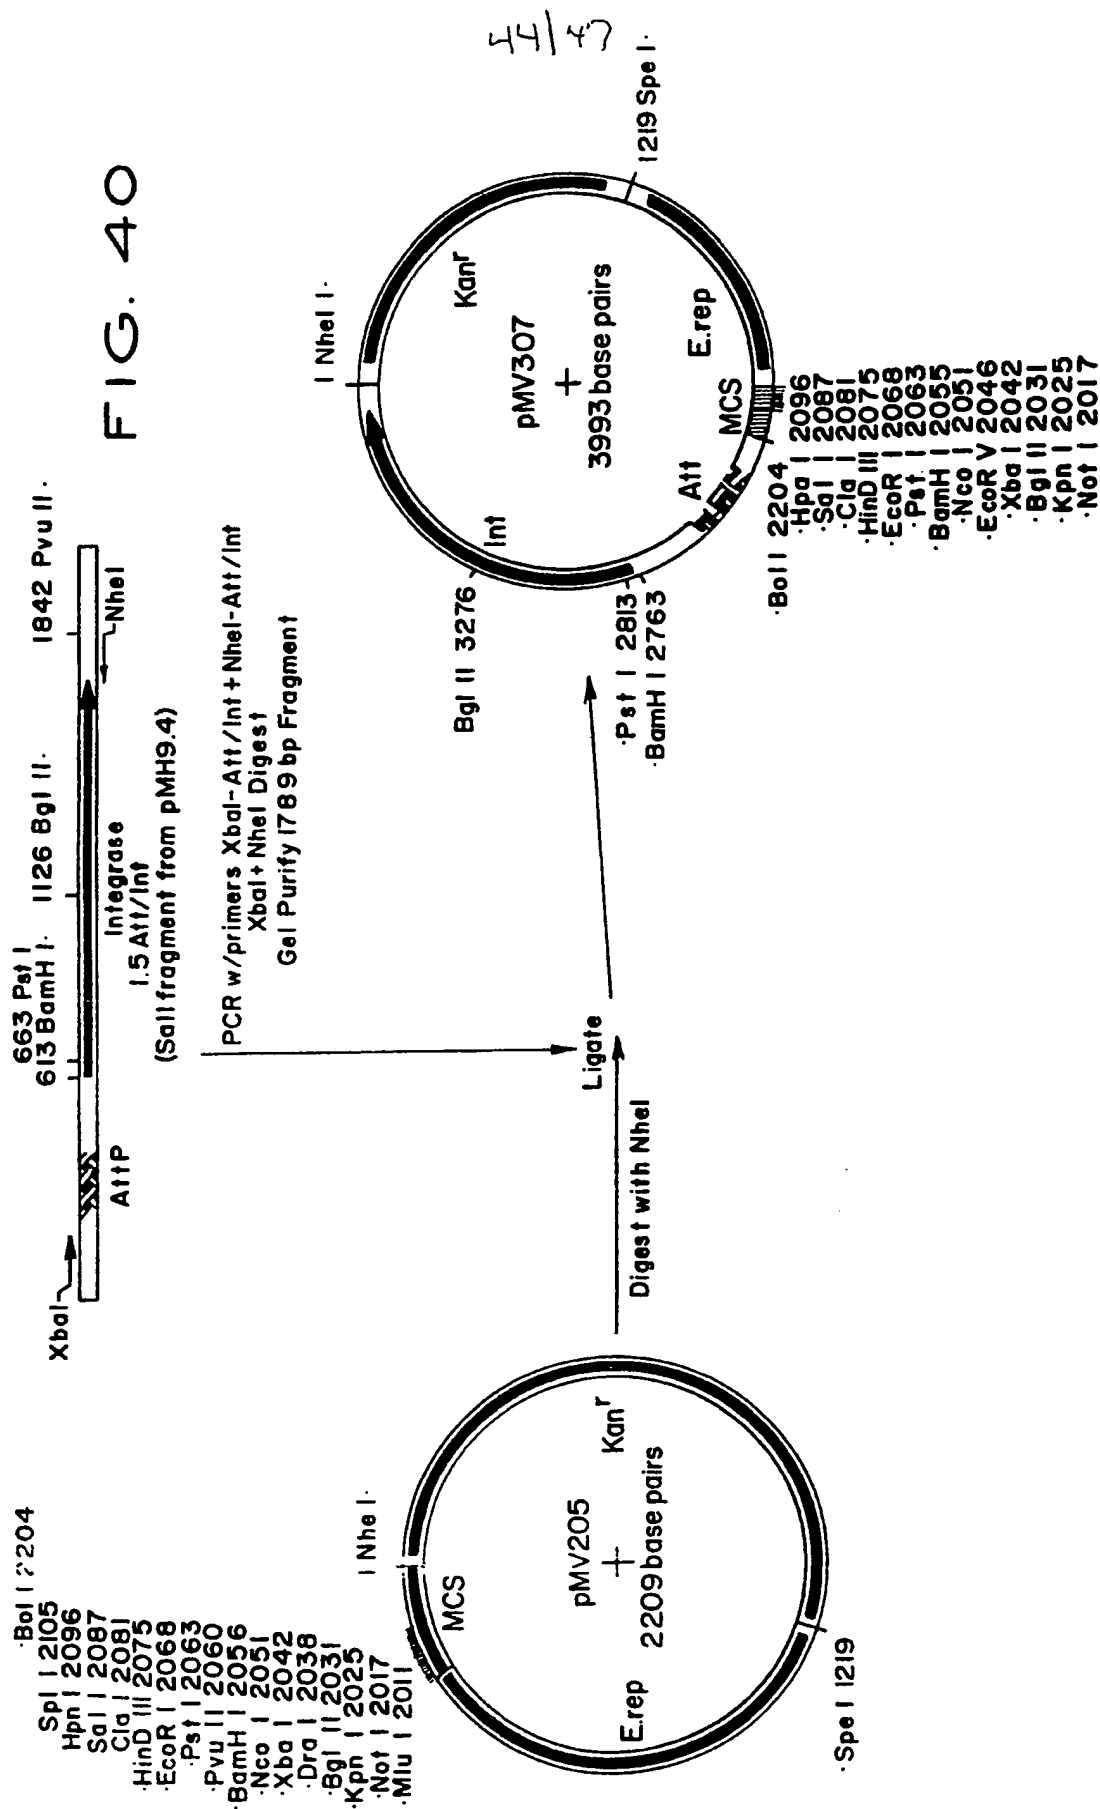 44/47
FIG. 40
XbaI
AttP
613 BamH I·
663 Pst I
1126 Bgl II·
1842 Pvu II·
NheI
Integrase
1.5 Att/Int
(SalI fragment from pMH9.4)
PCR w/primers XbaI-Att/Int + NheI-Att/Int
XbaI + NheI Digest
Gel Purify 1789 bp Fragment
Ligate
Digest with NheI
·Bal I 2204
Spl I 2105
Hpn I 2096
Sal I 2087
Cla I 2081
·HinD III 2075
·EcoR I 2068
·Pst I 2063
·Pvu II 2060
·BamH I 2056
·Nco I 2051
·Xba I 2042
·Dra I 2038
·Bgl II 2031
·Kpn I 2025
·Not I 2017
·Mlu I 2011
1 Nhe I·
MCS
pMV205
2209 base pairs
Kanr
E.rep
·Spe I 1219
1 NheI I·
Kanr
pMV307
3993 base pairs
1219 Spe I·
E.rep
MCS
Att
Int
Bgl II 3276
·Pst I 2813
·BamH I 2763
·Bal I 2204
·Hpa I 2096
·Sal I 2087
·Cla I 2081
·HinD III 2075
·EcoR I 2068
·Pst I 2063
·BamH I 2055
·Nco I 2051
·EcoR V 2046
·Xba I 2042
·Bgl II 2031
·Kpn I 2025
·Not I 2017